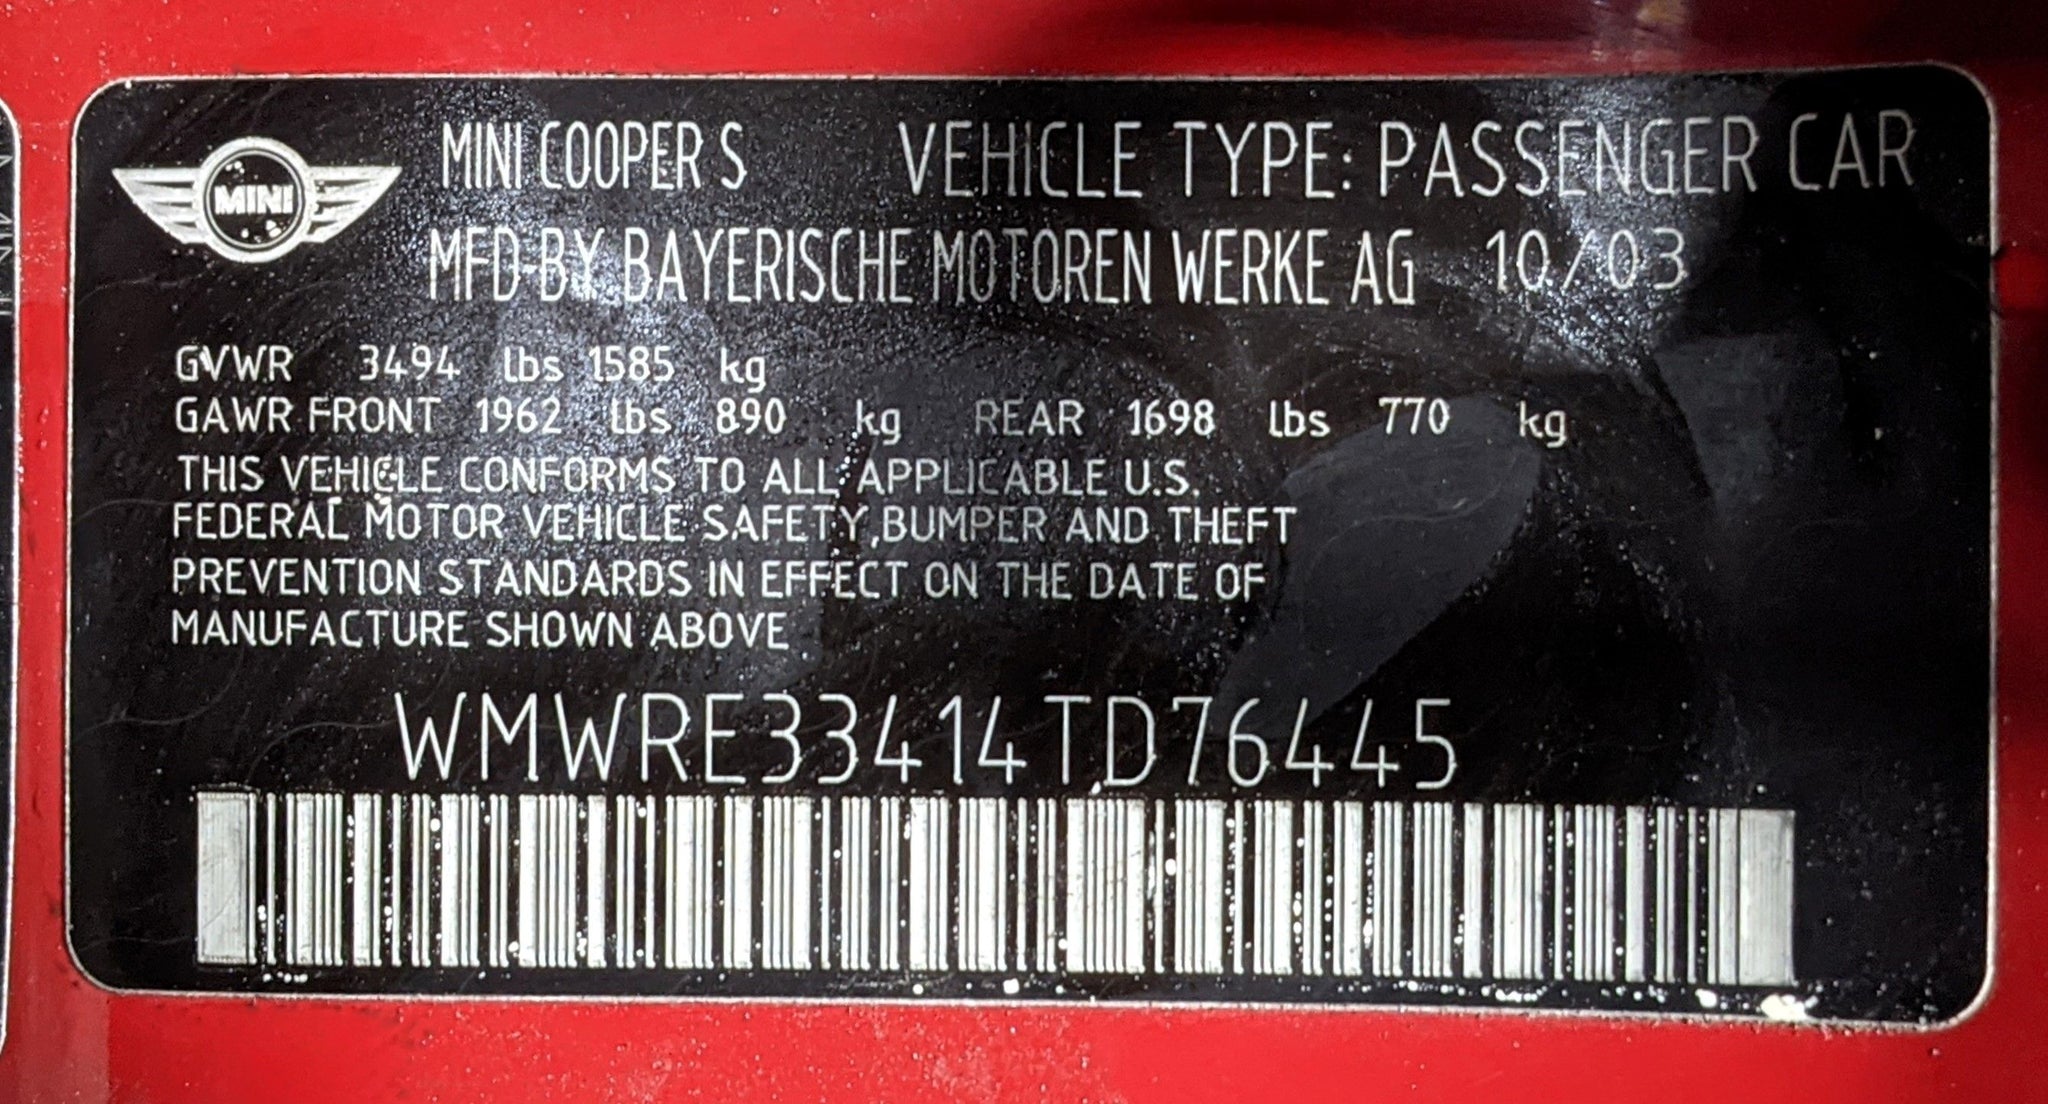 MINI
MINI COOPER S VEHICLE TYPE: PASSENGER CAR
MFD-BY BAYERISCHE MOTOREN WERKE AG 10/03
GVWR 3494 lbs 1585 kg
GAWR FRONT 1962 lbs 890 kg REAR 1698 lbs 770 kg
THIS VEHICLE CONFORMS TO ALL APPLICABLE U.S.
FEDERAL MOTOR VEHICLE SAFETY,BUMPER AND THEFT
PREVENTION STANDARDS IN EFFECT ON THE DATE OF
MANUFACTURE SHOWN ABOVE
WMWRE33414TD76445